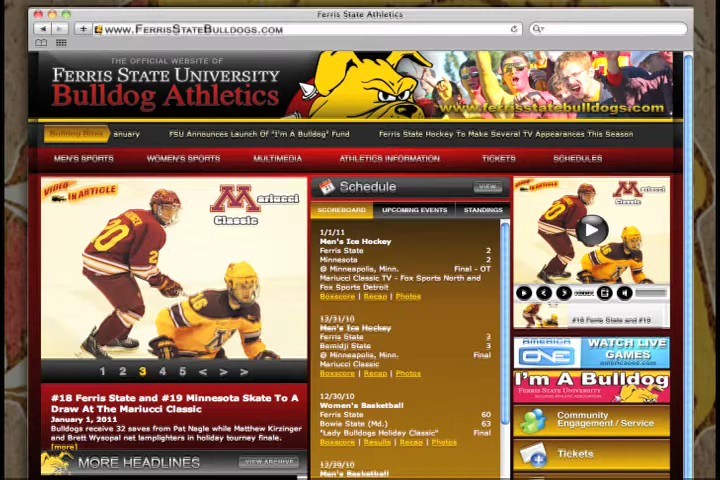 Ferris State Athletics
www.FerrisStateBulldogs.com
THE OFFICIAL WEBSITE OF
FERRIS STATE UNIVERSITY
Bulldog Athletics
www.ferrisstatebulldogs.com
Bulldog Bites
anuary
FSU Announces Launch Of "I'm A Bulldog" Fund
Ferris State Hockey To Make Several TV Appearances This Season
MEN'S SPORTS
WOMEN'S SPORTS
MULTIMEDIA
ATHLETICS INFORMATION
TICKETS
SCHEDULES
VIDEO
IN ARTICLE
Mariucci
Classic
20
16
1 2 3 4 5 < > >
#18 Ferris State and #19 Minnesota Skate To A
Draw At The Mariucci Classic
January 1, 2011
Bulldogs receive 32 saves from Pat Nagle while Matthew Kirzinger
and Brett Wysopal net lamplighters in holiday tourney finale.
[more]
MORE HEADLINES
VIEW ARCHIVE
Schedule
VIEW
SCOREBOARD
UPCOMING EVENTS
STANDINGS
1/1/11
Men's Ice Hockey
Ferris State 2
Minnesota 2
@ Minneapolis, Minn. Final - OT
Mariucci Classic TV - Fox Sports North and
Fox Sports Detroit
Boxscore | Recap | Photos
12/31/10
Men's Ice Hockey
Ferris State
Bemidji State 3
@ Minneapolis, Minn. Final
Mariucci Classic
Boxscore | Recap | Photos
12/30/10
Women's Basketball
Ferris State 60
Bowie State (Md.) 63
"Lady Bulldogs Holiday Classic" Final
Boxscore | Results | Recap | Photos
12/29/10
Men's Basketball
VIDEO
IN ARTICLE
Mariucci
Classic
20
#18 Ferris State and #19
AMERICA
ONE
WATCH LIVE
GAMES
americaone.com
I'm A Bulldog
Community
Engagement / Service
Tickets